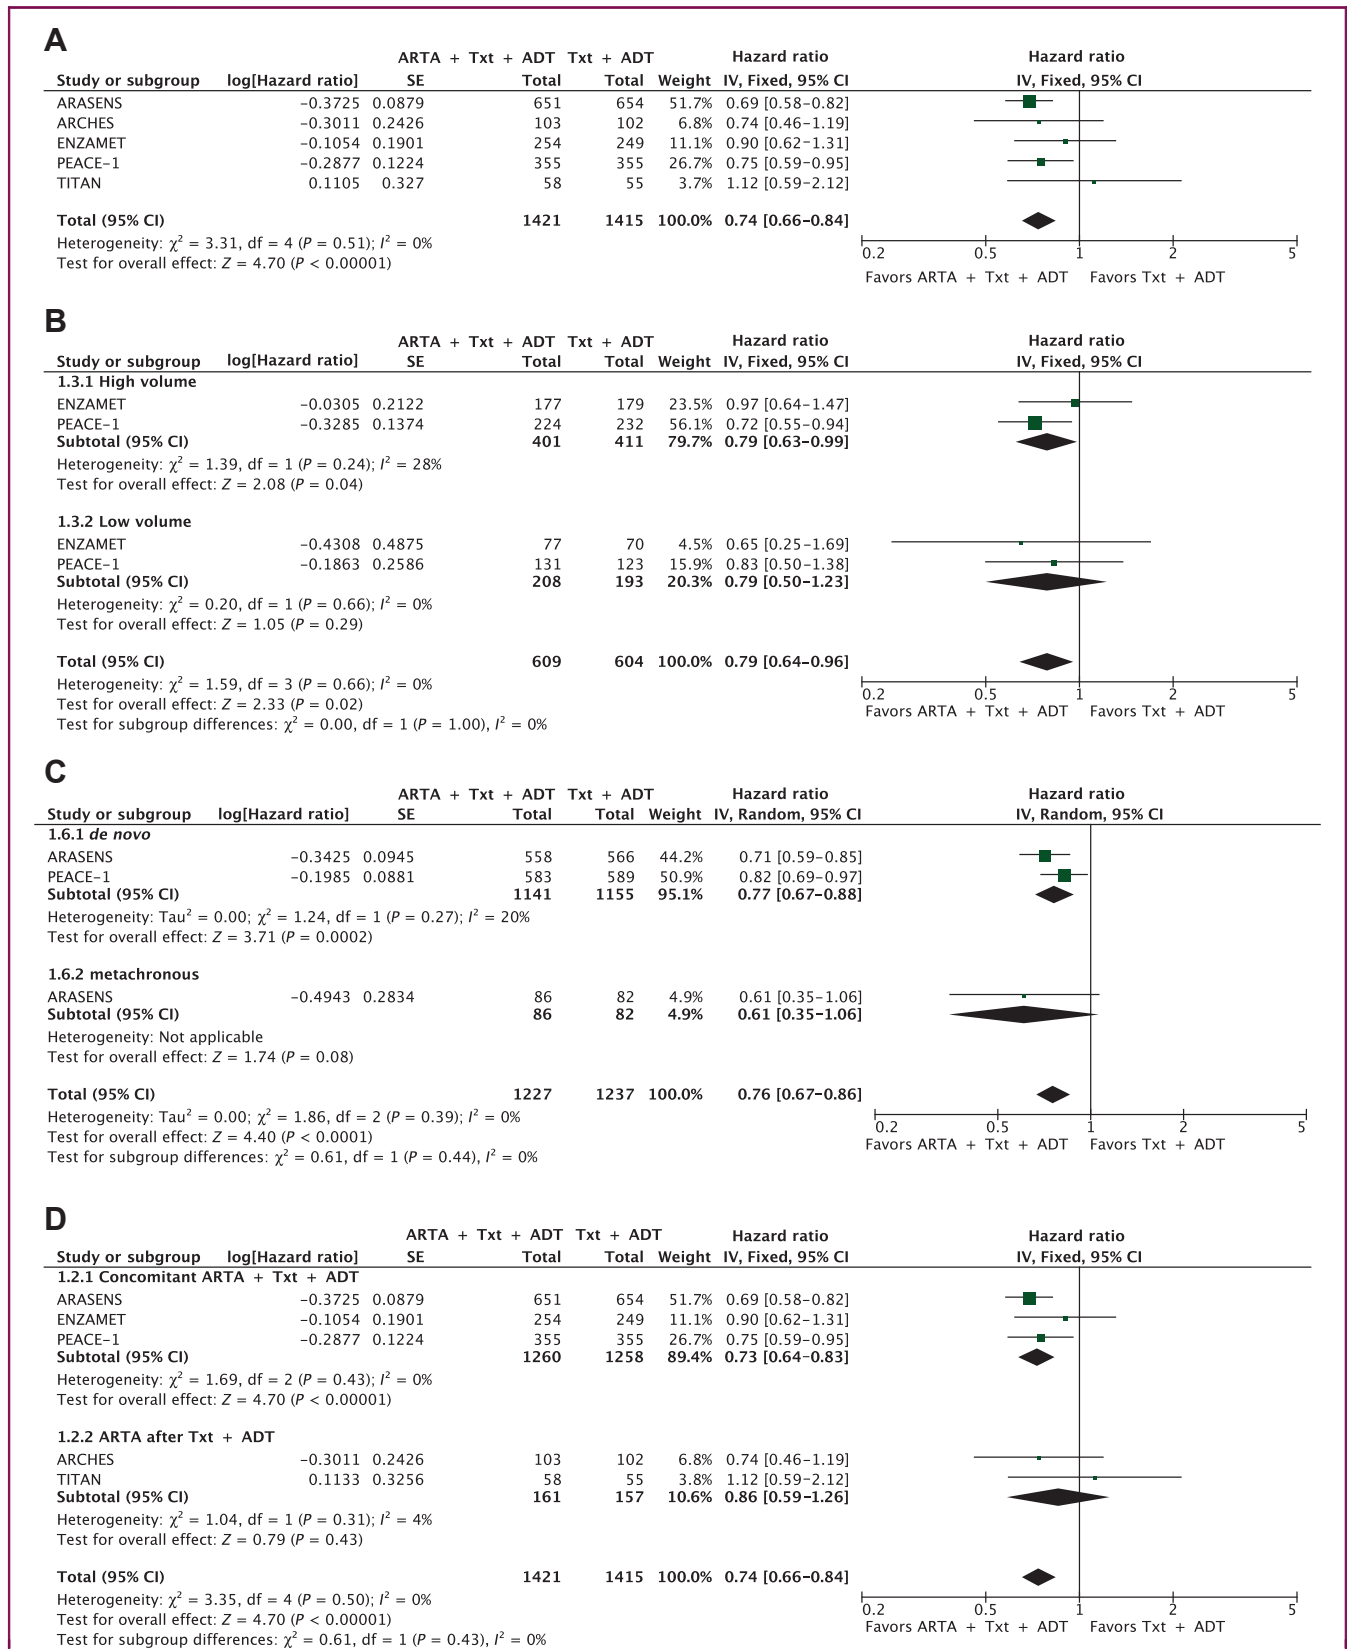 A
ARTA + Txt + ADT Txt + ADT Hazard ratio Hazard ratio
Study or subgroup log[Hazard ratio] SE Total Total Weight IV, Fixed, 95% CI IV, Fixed, 95% CI
ARASENS −0.3725 0.0879 651 654 51.7% 0.69 [0.58−0.82]
ARCHES −0.3011 0.2426 103 102 6.8% 0.74 [0.46−1.19]
ENZAMET −0.1054 0.1901 254 249 11.1% 0.90 [0.62−1.31]
PEACE−1 −0.2877 0.1224 355 355 26.7% 0.75 [0.59−0.95]
TITAN 0.1105 0.327 58 55 3.7% 1.12 [0.59−2.12]
Total (95% CI) 1421 1415 100.0% 0.74 [0.66−0.84]
Heterogeneity: χ² = 3.31, df = 4 (P = 0.51); I² = 0%
Test for overall effect: Z = 4.70 (P < 0.00001)
0.2 0.5 1 2 5
Favors ARTA + Txt + ADT Favors Txt + ADT
B
ARTA + Txt + ADT Txt + ADT Hazard ratio Hazard ratio
Study or subgroup log[Hazard ratio] SE Total Total Weight IV, Fixed, 95% CI IV, Fixed, 95% CI
1.3.1 High volume
ENZAMET −0.0305 0.2122 177 179 23.5% 0.97 [0.64−1.47]
PEACE−1 −0.3285 0.1374 224 232 56.1% 0.72 [0.55−0.94]
Subtotal (95% CI) 401 411 79.7% 0.79 [0.63−0.99]
Heterogeneity: χ² = 1.39, df = 1 (P = 0.24); I² = 28%
Test for overall effect: Z = 2.08 (P = 0.04)
1.3.2 Low volume
ENZAMET −0.4308 0.4875 77 70 4.5% 0.65 [0.25−1.69]
PEACE−1 −0.1863 0.2586 131 123 15.9% 0.83 [0.50−1.38]
Subtotal (95% CI) 208 193 20.3% 0.79 [0.50−1.23]
Heterogeneity: χ² = 0.20, df = 1 (P = 0.66); I² = 0%
Test for overall effect: Z = 1.05 (P = 0.29)
Total (95% CI) 609 604 100.0% 0.79 [0.64−0.96]
Heterogeneity: χ² = 1.59, df = 3 (P = 0.66); I² = 0%
Test for overall effect: Z = 2.33 (P = 0.02)
Test for subgroup differences: χ² = 0.00, df = 1 (P = 1.00), I² = 0%
0.2 0.5 1 2 5
Favors ARTA + Txt + ADT Favors Txt + ADT
C
ARTA + Txt + ADT Txt + ADT Hazard ratio Hazard ratio
Study or subgroup log[Hazard ratio] SE Total Total Weight IV, Random, 95% CI IV, Random, 95% CI
1.6.1 de novo
ARASENS −0.3425 0.0945 558 566 44.2% 0.71 [0.59−0.85]
PEACE−1 −0.1985 0.0881 583 589 50.9% 0.82 [0.69−0.97]
Subtotal (95% CI) 1141 1155 95.1% 0.77 [0.67−0.88]
Heterogeneity: Tau² = 0.00; χ² = 1.24, df = 1 (P = 0.27); I² = 20%
Test for overall effect: Z = 3.71 (P = 0.0002)
1.6.2 metachronous
ARASENS −0.4943 0.2834 86 82 4.9% 0.61 [0.35−1.06]
Subtotal (95% CI) 86 82 4.9% 0.61 [0.35−1.06]
Heterogeneity: Not applicable
Test for overall effect: Z = 1.74 (P = 0.08)
Total (95% CI) 1227 1237 100.0% 0.76 [0.67−0.86]
Heterogeneity: Tau² = 0.00; χ² = 1.86, df = 2 (P = 0.39); I² = 0%
Test for overall effect: Z = 4.40 (P < 0.0001)
Test for subgroup differences: χ² = 0.61, df = 1 (P = 0.44), I² = 0%
0.2 0.5 1 2 5
Favors ARTA + Txt + ADT Favors Txt + ADT
D
ARTA + Txt + ADT Txt + ADT Hazard ratio Hazard ratio
Study or subgroup log[Hazard ratio] SE Total Total Weight IV, Fixed, 95% CI IV, Fixed, 95% CI
1.2.1 Concomitant ARTA + Txt + ADT
ARASENS −0.3725 0.0879 651 654 51.7% 0.69 [0.58−0.82]
ENZAMET −0.1054 0.1901 254 249 11.1% 0.90 [0.62−1.31]
PEACE−1 −0.2877 0.1224 355 355 26.7% 0.75 [0.59−0.95]
Subtotal (95% CI) 1260 1258 89.4% 0.73 [0.64−0.83]
Heterogeneity: χ² = 1.69, df = 2 (P = 0.43); I² = 0%
Test for overall effect: Z = 4.70 (P < 0.00001)
1.2.2 ARTA after Txt + ADT
ARCHES −0.3011 0.2426 103 102 6.8% 0.74 [0.46−1.19]
TITAN 0.1133 0.3256 58 55 3.8% 1.12 [0.59−2.12]
Subtotal (95% CI) 161 157 10.6% 0.86 [0.59−1.26]
Heterogeneity: χ² = 1.04, df = 1 (P = 0.31); I² = 4%
Test for overall effect: Z = 0.79 (P = 0.43)
Total (95% CI) 1421 1415 100.0% 0.74 [0.66−0.84]
Heterogeneity: χ² = 3.35, df = 4 (P = 0.50); I² = 0%
Test for overall effect: Z = 4.70 (P < 0.00001)
Test for subgroup differences: χ² = 0.61, df = 1 (P = 0.43), I² = 0%
0.2 0.5 1 2 5
Favors ARTA + Txt + ADT Favors Txt + ADT